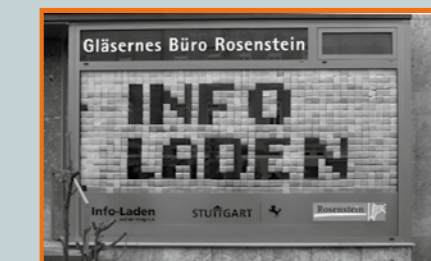 Gläsernes Büro Rosenstein
INFO
LADEN
Info-Laden
STUTTGART
Rosenstein